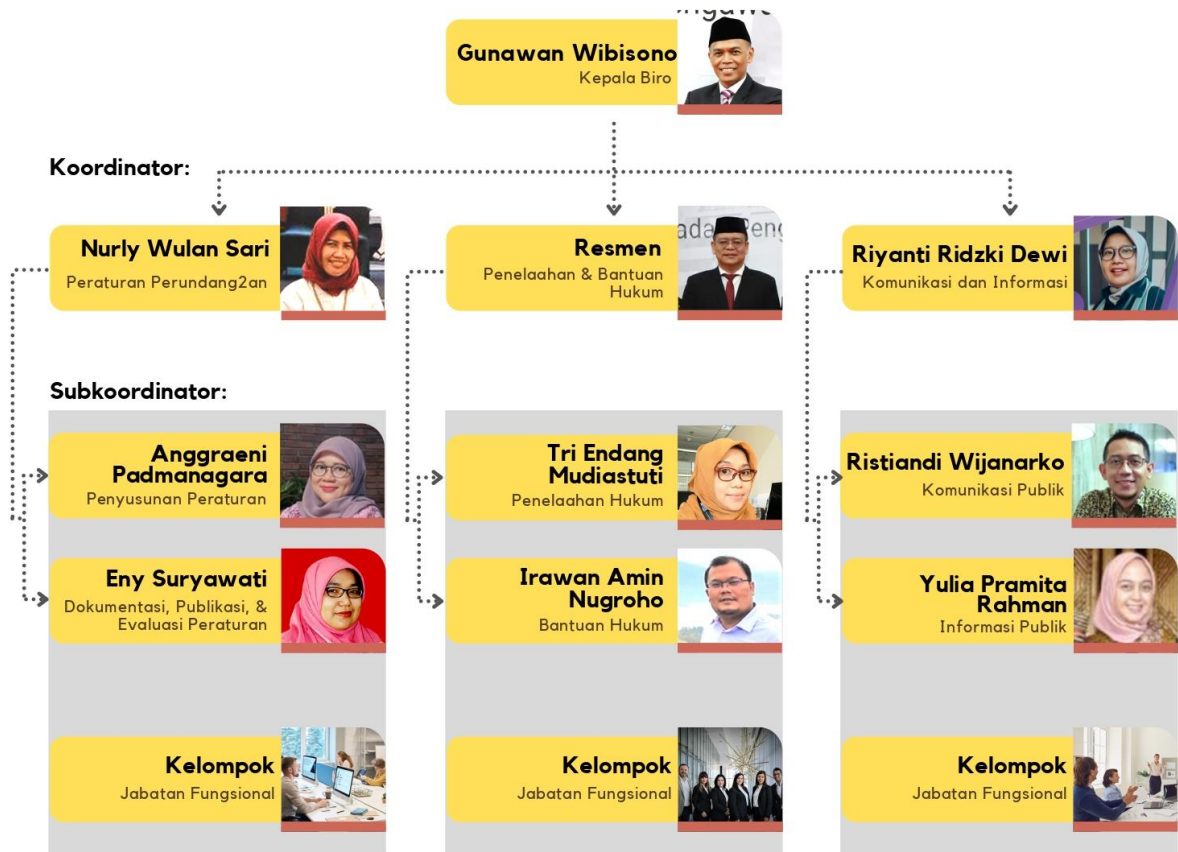 Gunawan Wibisono
Kepala Biro
Koordinator:
Nurly Wulan Sari
Peraturan Perundang2an
Resmen
Penelaahan & Bantuan
Hukum
Riyanti Ridzki Dewi
Komunikasi dan Informasi
Subkoordinator:
Anggraeni
Padmanagara
Penyusunan Peraturan
Tri Endang
Mudiastuti
Penelaahan Hukum
Ristiandi Wijanarko
Komunikasi Publik
Eny Suryawati
Dokumentasi, Publikasi, &
Evaluasi Peraturan
Irawan Amin
Nugroho
Bantuan Hukum
Yulia Pramita
Rahman
Informasi Publik
Kelompok
Jabatan Fungsional
Kelompok
Jabatan Fungsional
Kelompok
Jabatan Fungsional